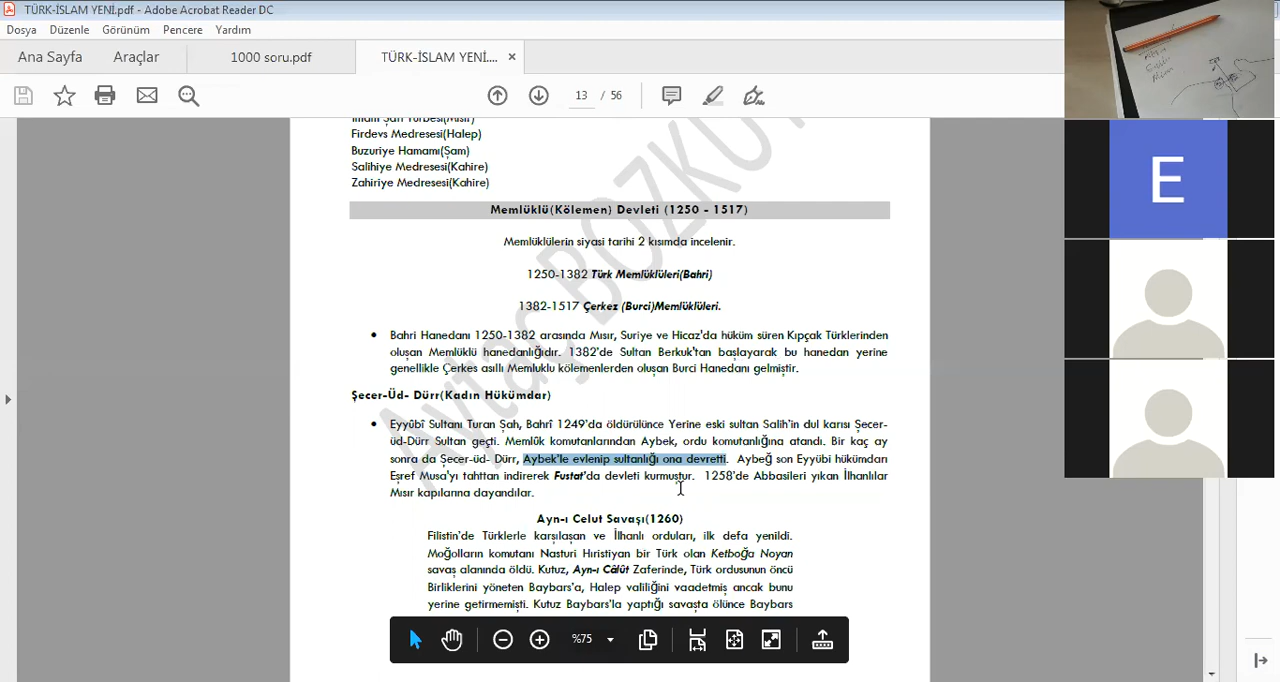 TÜRK-İSLAM YENİ.pdf - Adobe Acrobat Reader DC
Dosya Düzenle Görünüm Pencere Yardım
Ana Sayfa Araçlar 1000 soru.pdf TÜRK-İSLAM YENİ.... ×
13 / 56
İmam Şafi Türbesi(Mısır)
Firdevs Medresesi(Halep)
Buzuriye Hamamı(Şam)
Salihiye Medresesi(Kahire)
Zahiriye Medresesi(Kahire)
Memlüklü(Kölemen) Devleti (1250 - 1517)
Memlüklülerin siyasi tarihi 2 kısımda incelenir.
1250-1382 Türk Memlüklüleri(Bahri)
1382-1517 Çerkez (Burci)Memlüklüleri.
• Bahri Hanedanı 1250-1382 arasında Mısır, Suriye ve Hicaz'da hüküm süren Kıpçak Türklerinden
oluşan Memlüklü hanedanlığıdır. 1382'de Sultan Berkuk'tan başlayarak bu hanedan yerine
genellikle Çerkes asıllı Memluklu kölemenlerden oluşan Burci Hanedanı gelmiştir.
Şecer-Üd- Dürr(Kadın Hükümdar)
• Eyyûbî Sultanı Turan Şah, Bahrî 1249'da öldürülünce Yerine eski sultan Salih'in dul karısı Şecer-
üd-Dürr Sultan geçti. Memlûk komutanlarından Aybek, ordu komutanlığına atandı. Bir kaç ay
sonra da Şecer-üd- Dürr, Aybek'le evlenip sultanlığı ona devretti. Aybeğ son Eyyübi hükümdarı
Eşref Musa'yı tahttan indirerek Fustat'da devleti kurmuştur. 1258'de Abbasileri yıkan İlhanlılar
Mısır kapılarına dayandılar.
Ayn-ı Celut Savaşı(1260)
Filistin'de Türklerle karşılaşan ve İlhanlı orduları, ilk defa yenildi.
Moğolların komutanı Nasturi Hıristiyan bir Türk olan Ketboğa Noyan
savaş alanında öldü. Kutuz, Ayn-ı Câlût Zaferinde, Türk ordusunun öncü
Birliklerini yöneten Baybars'a, Halep valiliğini vaadetmiş ancak bunu
yerine getirmemişti. Kutuz Baybars'la yaptığı savaşta ölünce Baybars
Aytaç BOZKU
%75
E